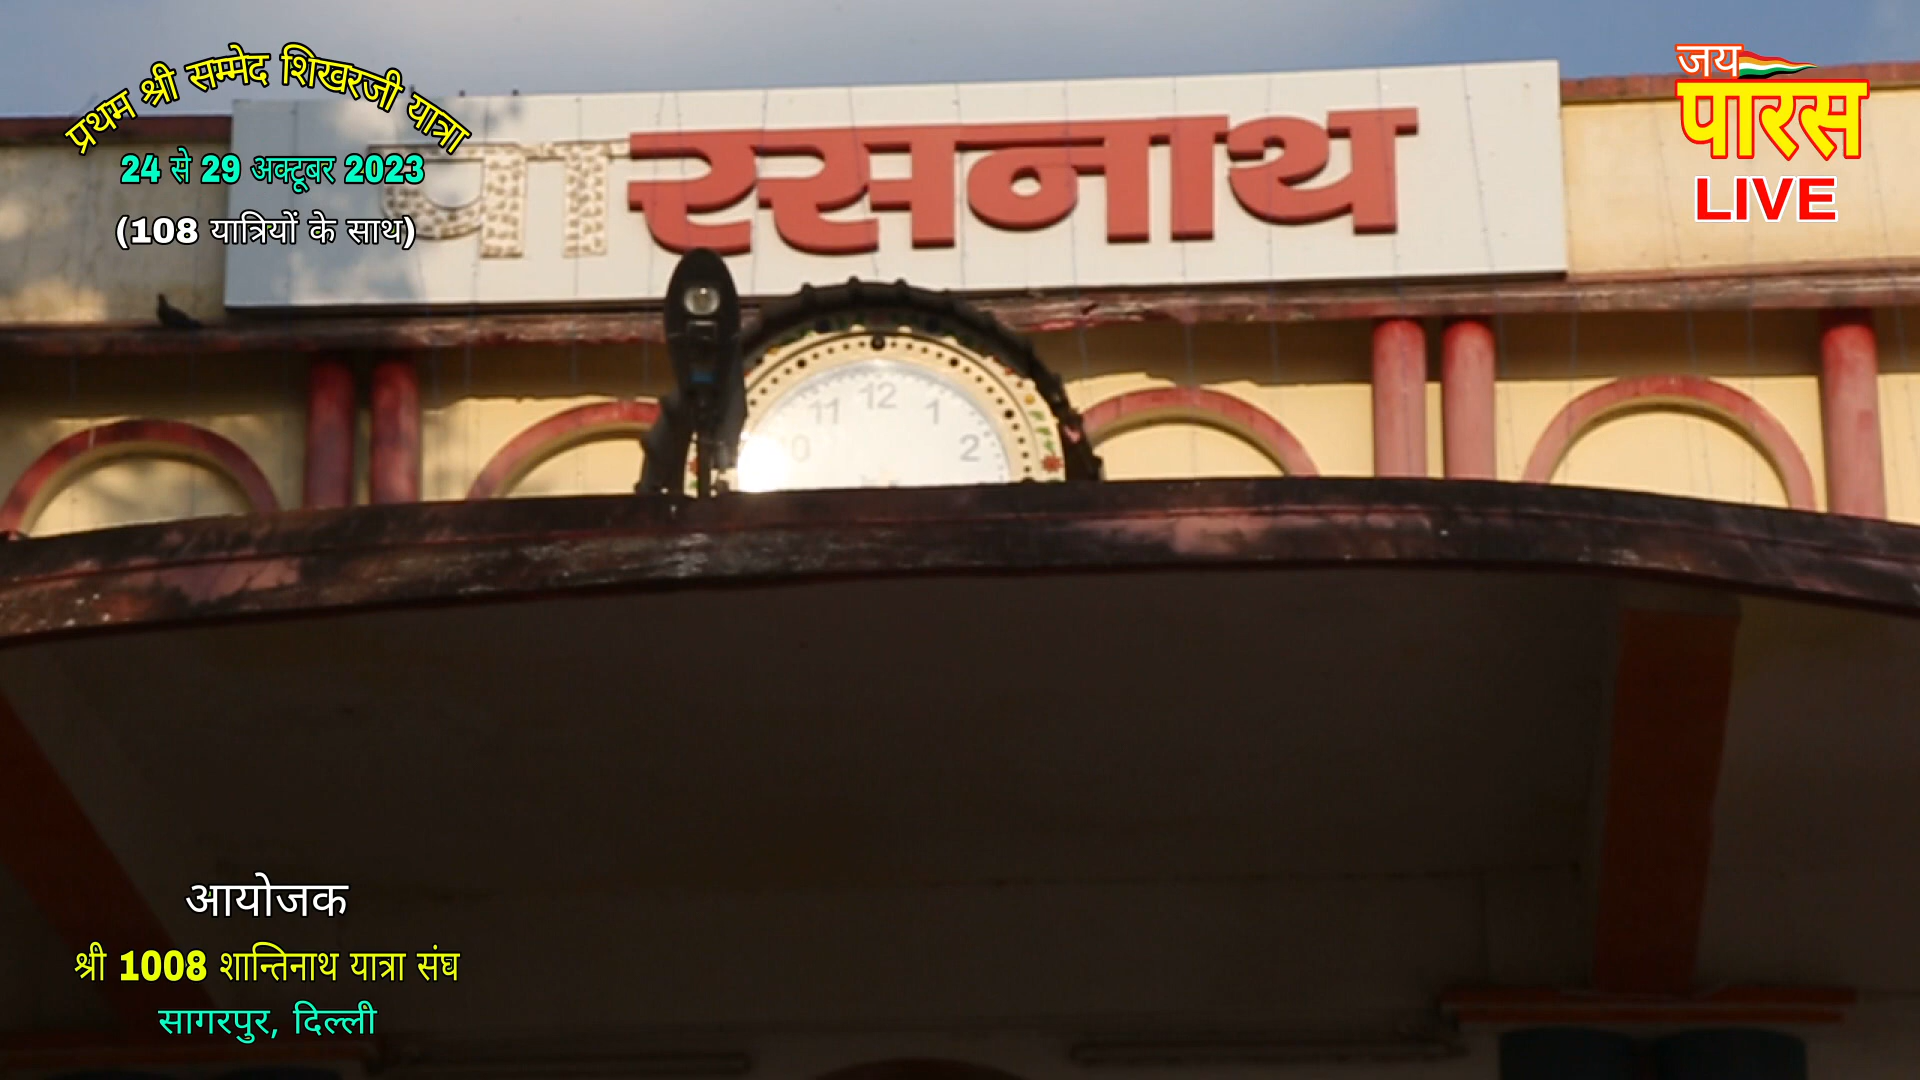 प्रथम श्री सम्मेद शिखरजी यात्रा
24 से 29 अक्टूबर 2023
(108 यात्रियों के साथ)
जय
पारस
LIVE
पारसनाथ
11 12 1
10 2
आयोजक
श्री 1008 शान्तिनाथ यात्रा संघ
सागरपुर, दिल्ली